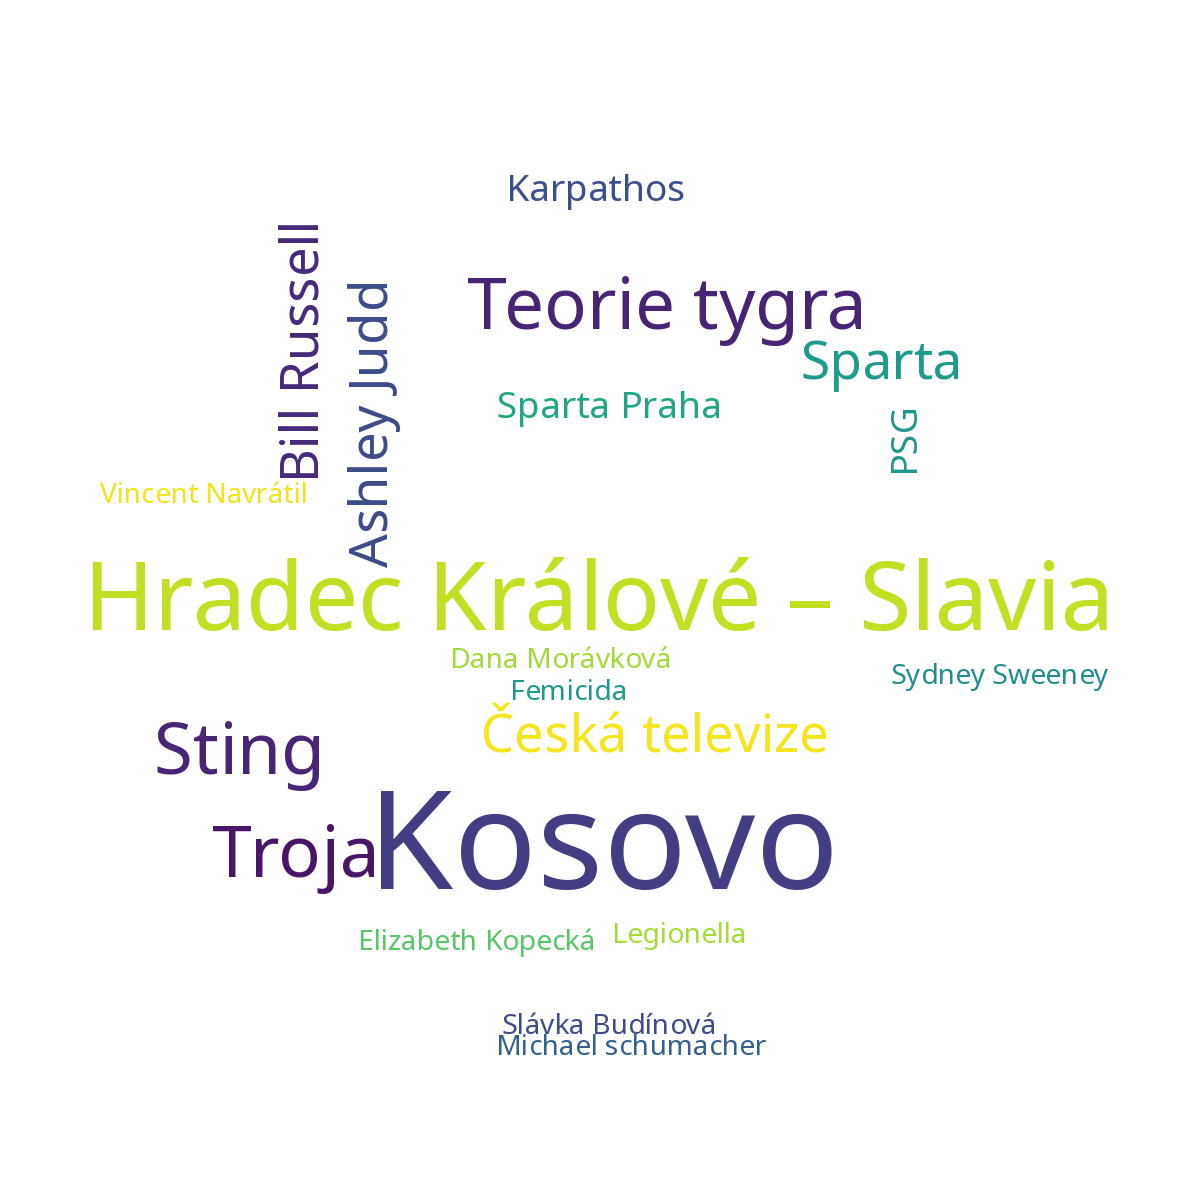 Karpathos
Bill Russell
Ashley Judd
Teorie tygra
Sparta
Sparta Praha
PSG
Vincent Navrátil
Hradec Králové – Slavia
Dana Morávková
Sydney Sweeney
Femicida
Česká televize
Sting
Kosovo
Troja
Elizabeth Kopecká
Legionella
Slávka Budínová
Michael schumacher